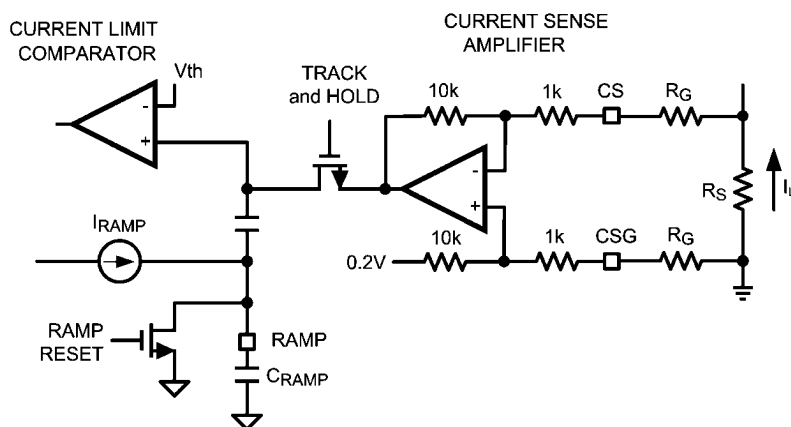 CURRENT LIMIT
COMPARATOR
CURRENT SENSE
AMPLIFIER
Vth
TRACK
and HOLD
-
+
10k
1k
CS
RG
-
+
RS
IL
IRAMP
10k
1k
CSG
RG
0.2V
RAMP
RESET
RAMP
CRAMP